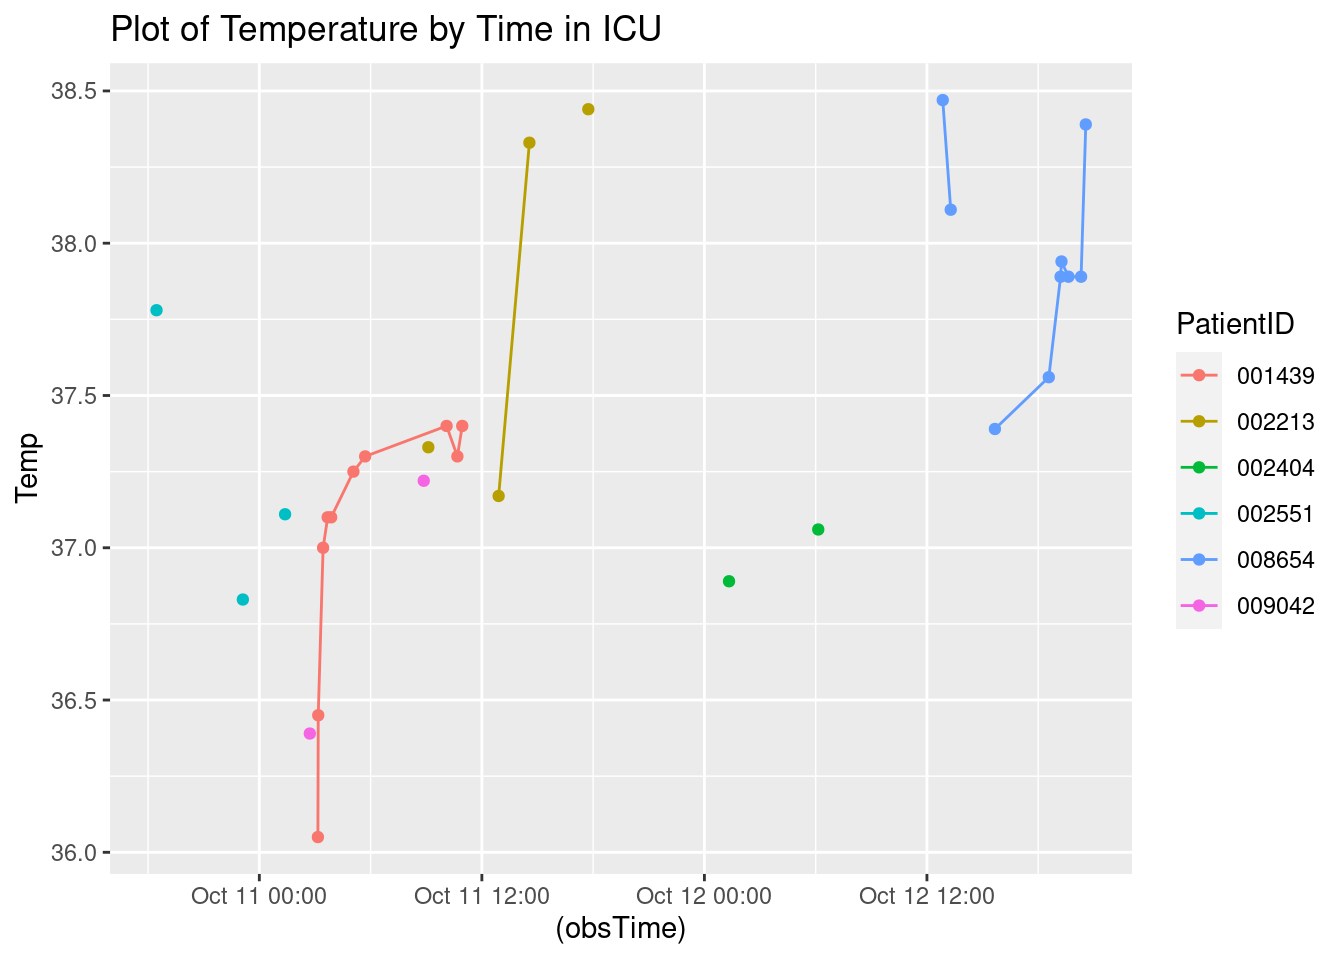 Plot of Temperature by Time in ICU
38.5
38.0
37.5
37.0
36.5
36.0
Temp
Oct 11 00:00 Oct 11 12:00 Oct 12 00:00 Oct 12 12:00
(obsTime)
PatientID
001439
002213
002404
002551
008654
009042